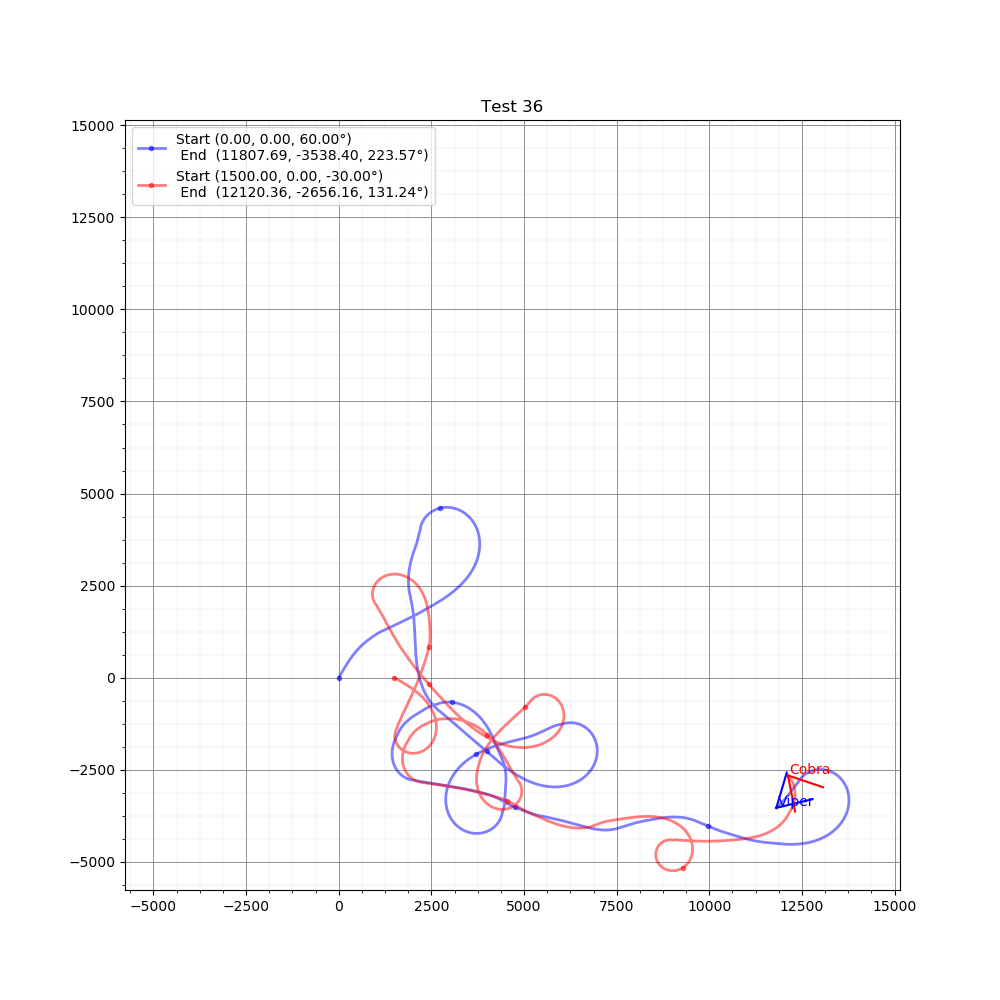 Test 36
Start (0.00, 0.00, 60.00°)
End (11807.69, -3538.40, 223.57°)
Start (1500.00, 0.00, -30.00°)
End (12120.36, -2656.16, 131.24°)
15000
12500
10000
7500
5000
2500
0
−2500
−5000
Cobra
Viper
−5000 −2500 0 2500 5000 7500 10000 12500 15000